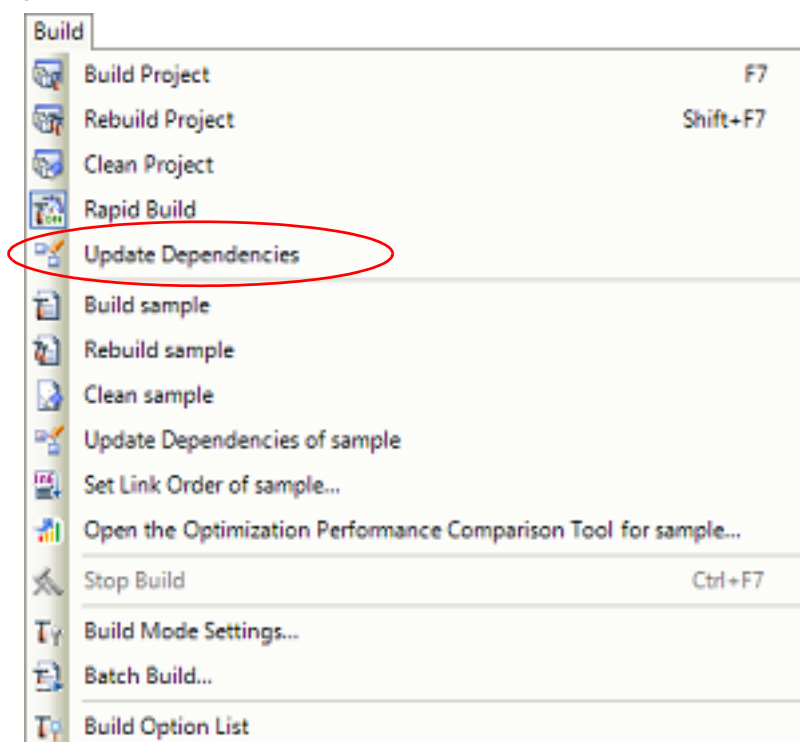 Build
Build Project F7
Rebuild Project Shift+F7
Clean Project
Rapid Build
Update Dependencies
Build sample
Rebuild sample
Clean sample
Update Dependencies of sample
Set Link Order of sample...
Open the Optimization Performance Comparison Tool for sample...
Stop Build Ctrl+F7
Build Mode Settings...
Batch Build...
Build Option List